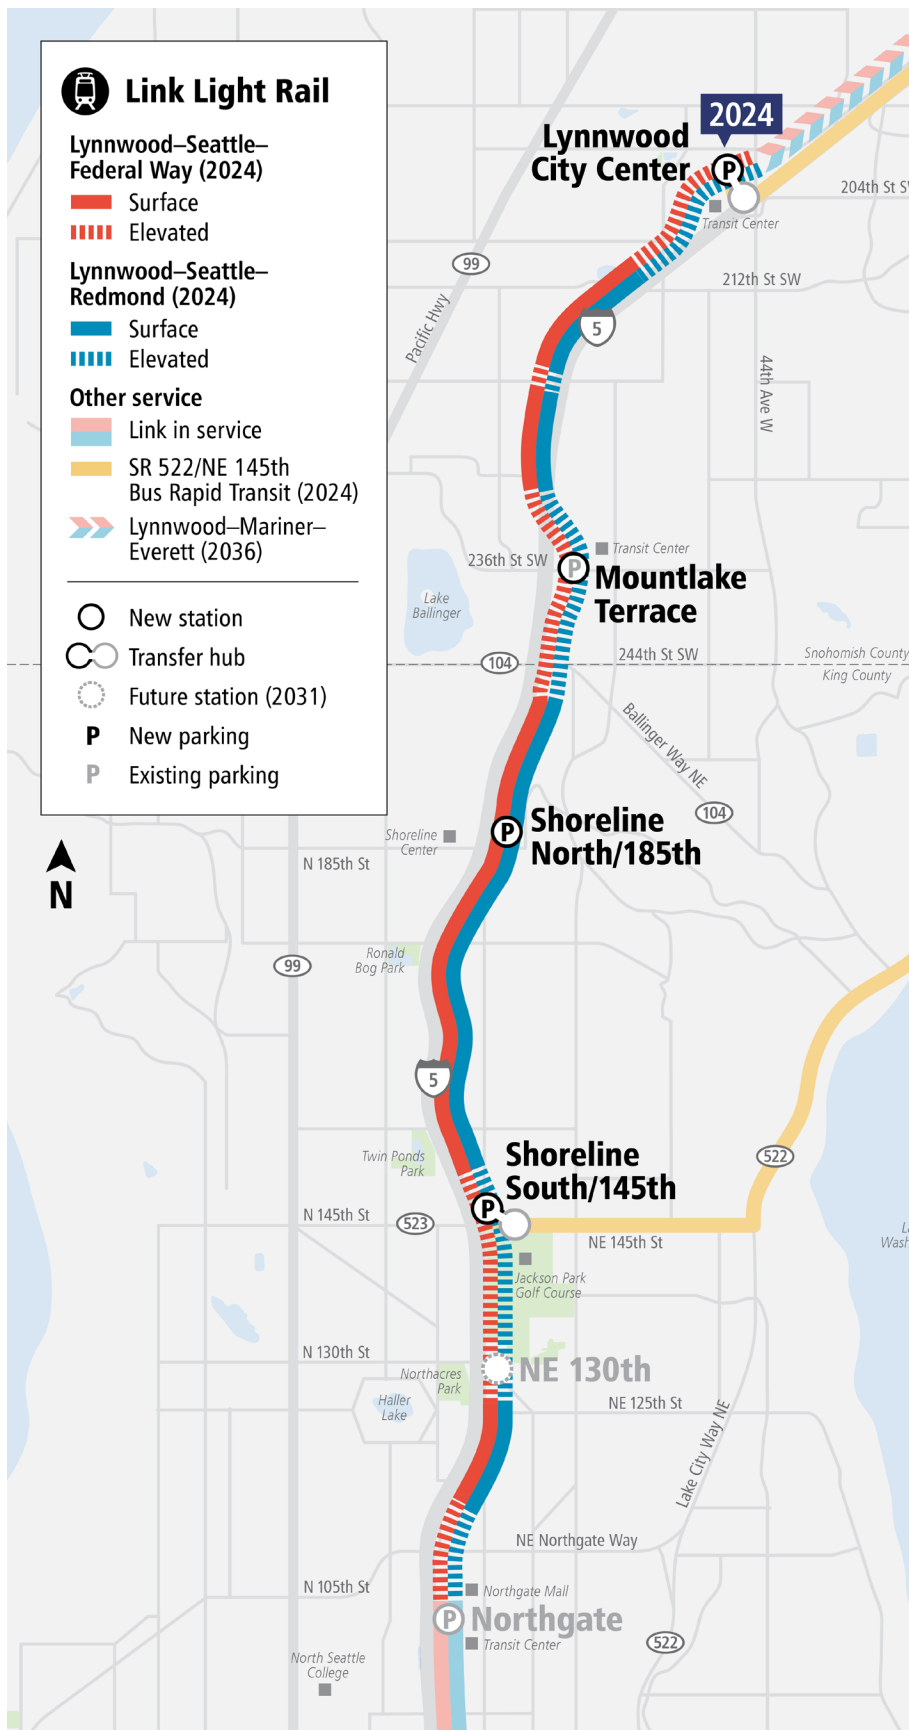 Link Light Rail
Lynnwood–Seattle–
Federal Way (2024)
Surface
Elevated
Lynnwood–Seattle–
Redmond (2024)
Surface
Elevated
Other service
Link in service
SR 522/NE 145th
Bus Rapid Transit (2024)
Lynnwood–Mariner–
Everett (2036)
New station
Transfer hub
Future station (2031)
P New parking
P Existing parking
N
2024
Lynnwood
City Center
P
Transit Center
204th St SW
99
Pacific Hwy
212th St SW
5
44th Ave W
236th St SW
Transit Center
P
Mountlake
Terrace
Lake
Ballinger
104
244th St SW
Snohomish County
King County
Ballinger Way NE
104
Shoreline
Center
P
Shoreline
North/185th
N 185th St
Ronald
Bog Park
99
5
Twin Ponds
Park
Shoreline
South/145th
P
522
N 145th St
523
NE 145th St
Jackson Park
Golf Course
N 130th St
Northacres
Park
NE 130th
Haller
Lake
NE 125th St
Lake City Way NE
NE Northgate Way
N 105th St
Northgate Mall
P
Northgate
Transit Center
522
North Seattle
College